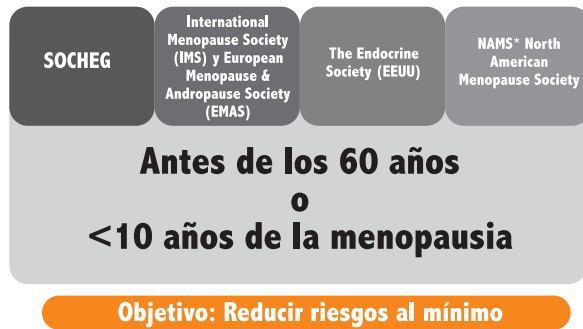 SOCHEG
International
Menopause Society
(IMS) y European
Menopause &
Andropause Society
(EMAS)
The Endocrine
Society (EEUU)
NAMS* North
American
Menopause Society
Antes de los 60 años
o
<10 años de la menopausia
Objetivo: Reducir riesgos al mínimo